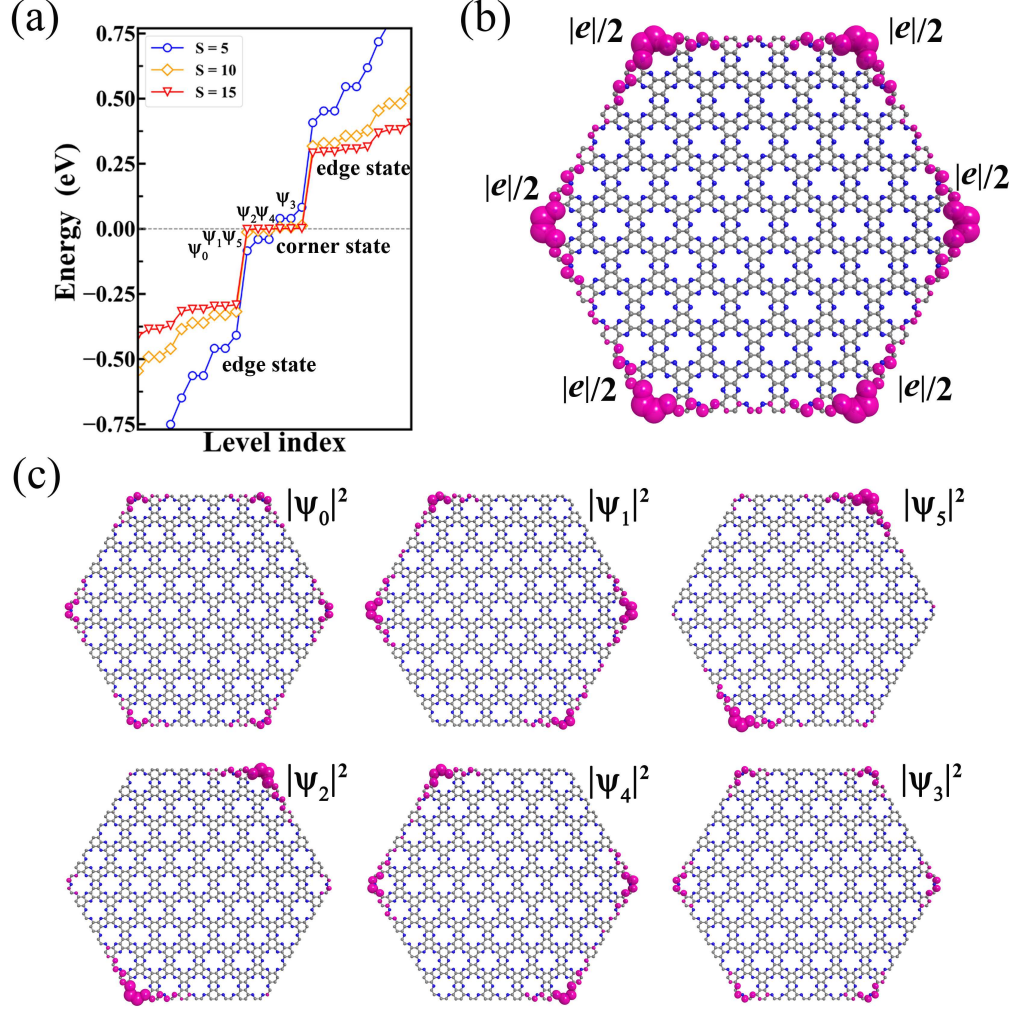 (a)
0.75
0.50
0.25
0.00
−0.25
−0.50
−0.75
Energy (eV)
Level index
S = 5
S = 10
S = 15
edge state
ψ3
ψ2ψ4
ψ1ψ5
ψ0
corner state
edge state
(b)
|e|/2
|e|/2
|e|/2
|e|/2
|e|/2
|e|/2
(c)
|ψ0|²
|ψ1|²
|ψ5|²
|ψ2|²
|ψ4|²
|ψ3|²